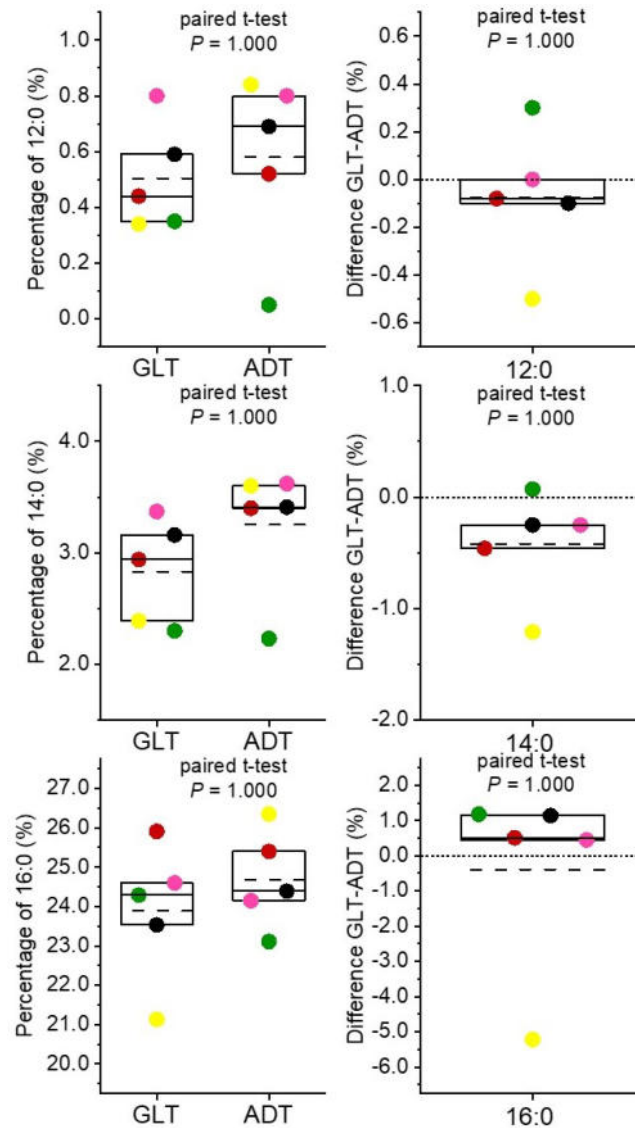 paired t-test
P = 1.000
Percentage of 12:0 (%)
1.0
0.8
0.6
0.4
0.2
0.0
GLT
ADT
paired t-test
P = 1.000
Difference GLT-ADT (%)
0.6
0.4
0.2
0.0
-0.2
-0.4
-0.6
12:0
paired t-test
P = 1.000
Percentage of 14:0 (%)
4.0
3.0
2.0
GLT
ADT
paired t-test
P = 1.000
Difference GLT-ADT (%)
1.0
0.0
-1.0
-2.0
14:0
paired t-test
P = 1.000
Percentage of 16:0 (%)
27.0
26.0
25.0
24.0
23.0
22.0
21.0
20.0
GLT
ADT
paired t-test
P = 1.000
Difference GLT-ADT (%)
2.0
1.0
0.0
-1.0
-2.0
-3.0
-4.0
-5.0
-6.0
16:0